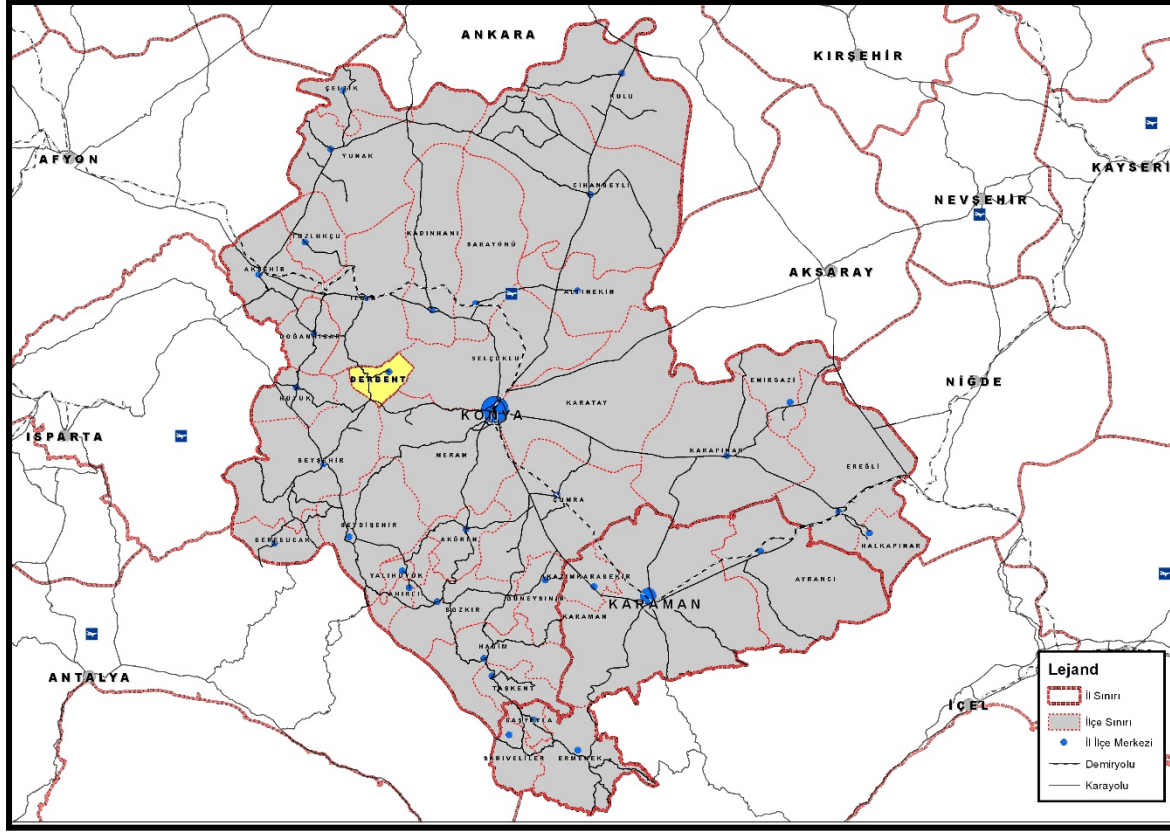 ANKARA
KIRŞEHİR
ÇELTİK
KULU
AFYON
YUNAK
KAYSERİ
CİHANBEYLİ
NEVŞEHİR
TUZLUKÇU
KADINHANI
SARAYÖNÜ
AKŞEHİR
AKSARAY
ILGIN
ALTINEKİN
DOĞANHİSAR
SELÇUKLU
DERBENT
EMİRGAZİ
NİĞDE
HÜYÜK
KARATAY
KONYA
ISPARTA
MERAM
KARAPINAR
BEYŞEHİR
EREĞLİ
ÇUMRA
SEYDİŞEHİR
AKÖREN
DEREBUCAK
HALKAPINAR
YALIHÜYÜK
KAZIMKARABEKİR
AYRANCI
AHIRLI
GÜNEYSINIR
KARAMAN
BOZKIR
KARAMAN
HADİM
ANTALYA
TAŞKENT
İÇEL
BAŞYAYLA
SARIVELİLER
ERMENEK
Lejand
İl Sınırı
İlçe Sınırı
İl İlçe Merkezi
Demiryolu
Karayolu